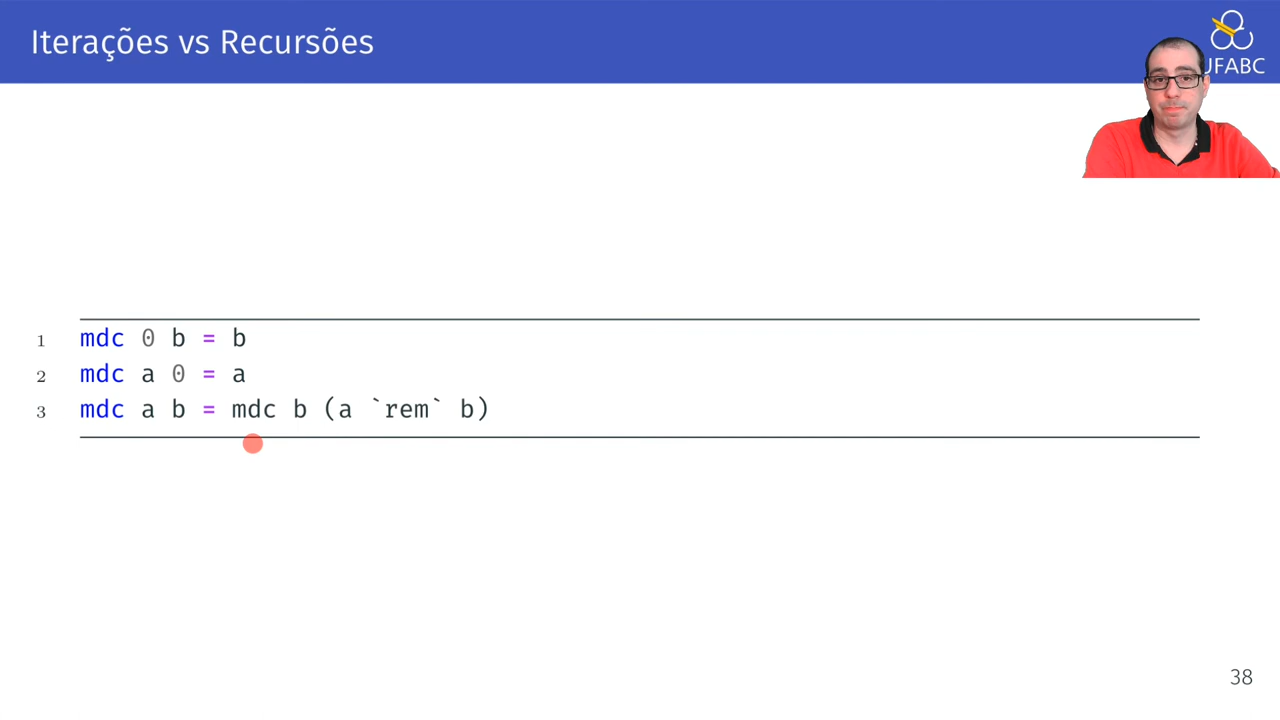 Iterações vs Recursões
UFABC
1 mdc 0 b = b
2 mdc a 0 = a
3 mdc a b = mdc b (a `rem` b)
38